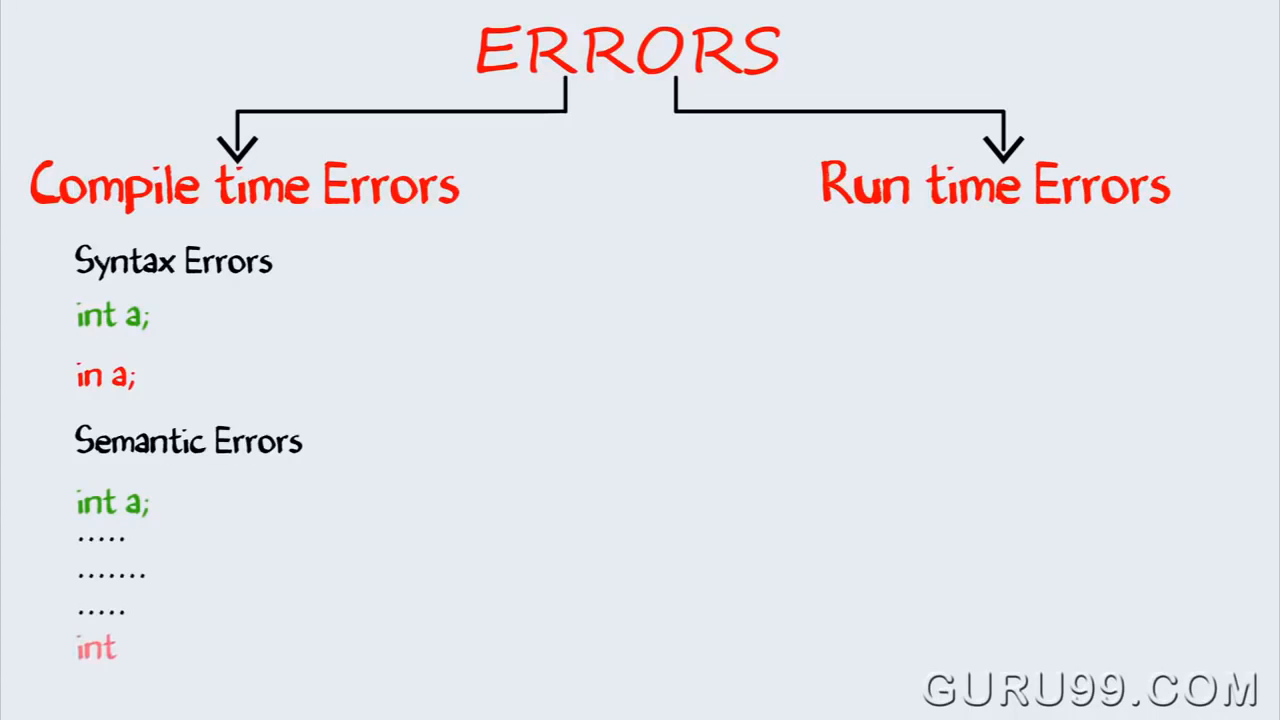 ERRORS
Compile time Errors
Run time Errors
Syntax Errors
int a;
in a;
Semantic Errors
int a;
.....
.......
.....
int
GURU99.COM